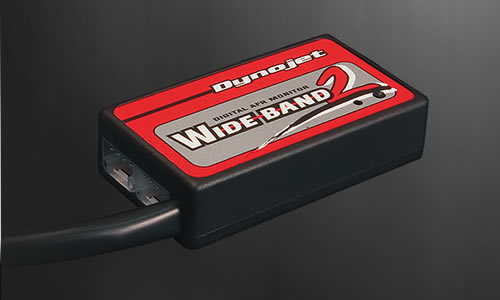 Dynojet
DIGITAL AFR MONITOR
WIDE-BAND 2